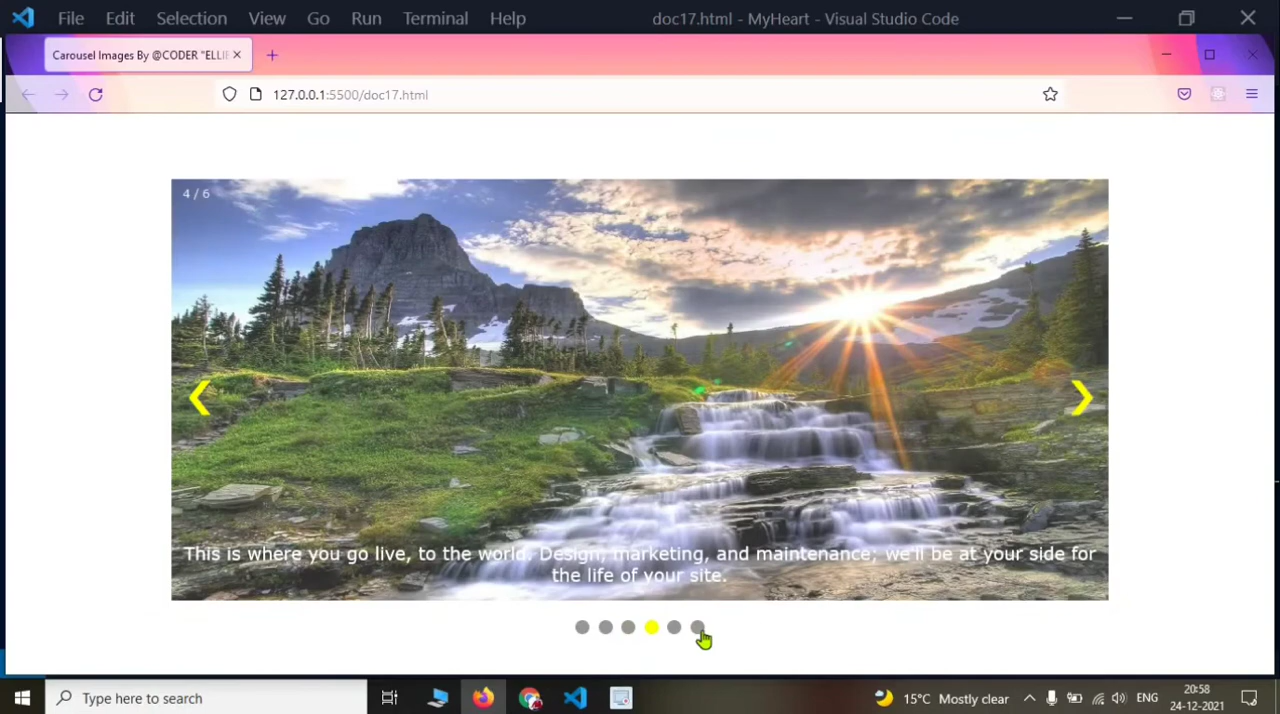 File Edit Selection View Go Run Terminal Help doc17.html - MyHeart - Visual Studio Code
Carousel Images By @CODER "ELLIE
127.0.0.1:5500/doc17.html
4 / 6
❮ ❯
This is where you go live, to the world. Design, marketing, and maintenance; we'll be at your side for
the life of your site.
Type here to search
15°C Mostly clear
ENG
20:58
24-12-2021